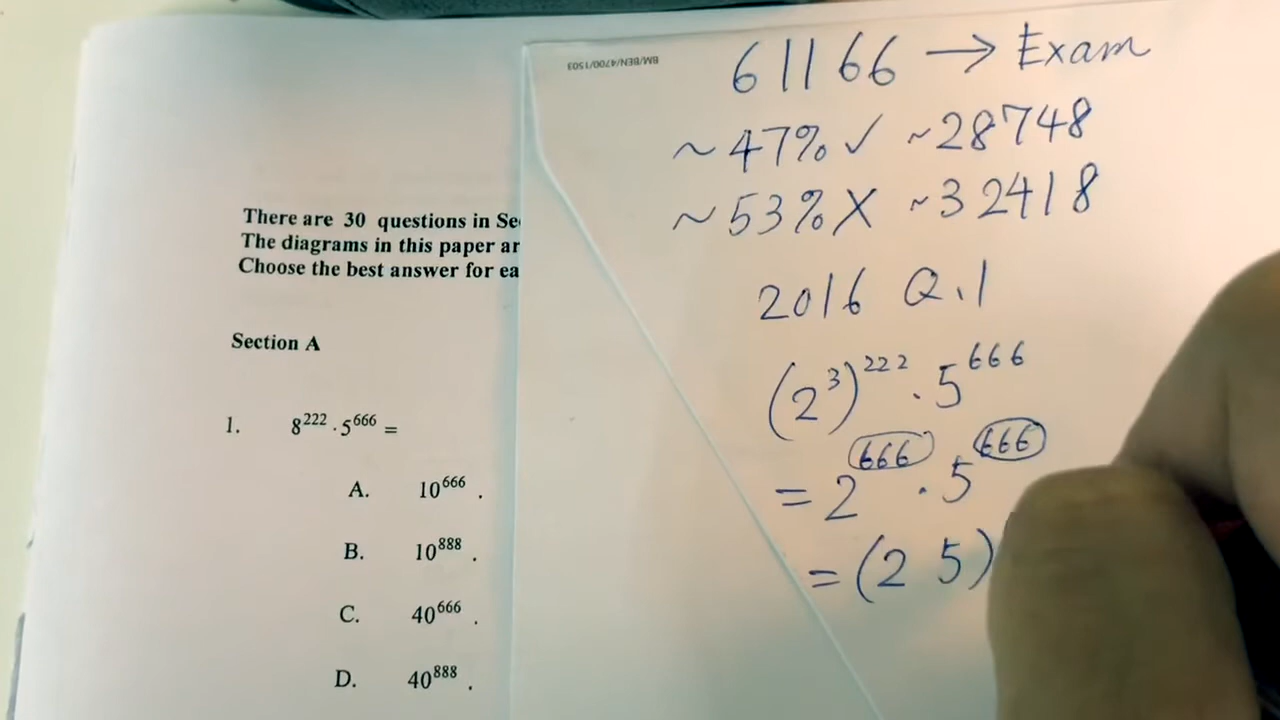 There are 30 questions in Se
The diagrams in this paper ar
Choose the best answer for ea
Section A
1. 8²²² · 5⁶⁶⁶ =
A. 10⁶⁶⁶ .
B. 10⁸⁸⁸ .
C. 40⁶⁶⁶ .
D. 40⁸⁸⁸ .
BM/BEN/4700/1503
61166 → Exam
~47% ✓ ~28748
~53% X ~32418
2016 Q.1
(2³)²²² · 5⁶⁶⁶
= 2⁶⁶⁶ · 5⁶⁶⁶
= (2 5)